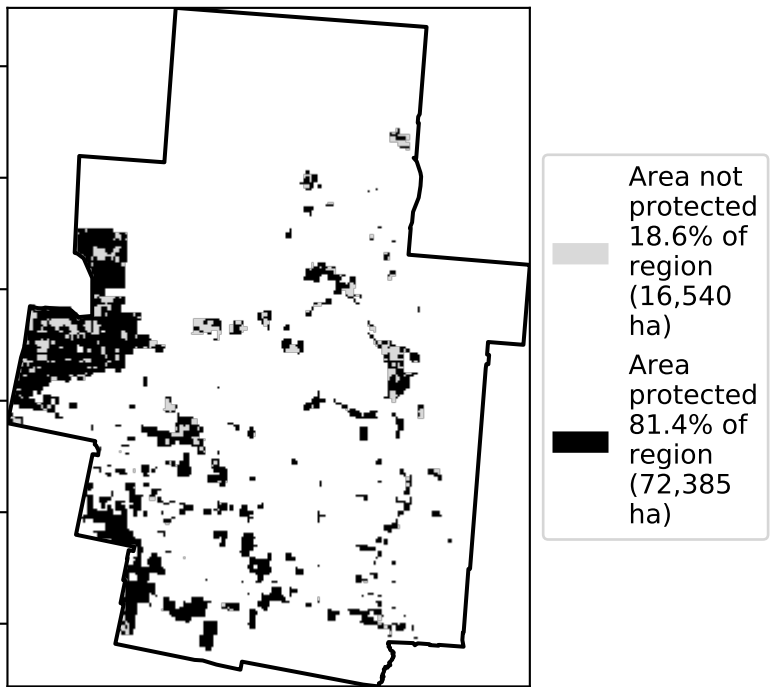 Area not
protected
18.6% of
region
(16,540
ha)
Area
protected
81.4% of
region
(72,385
ha)